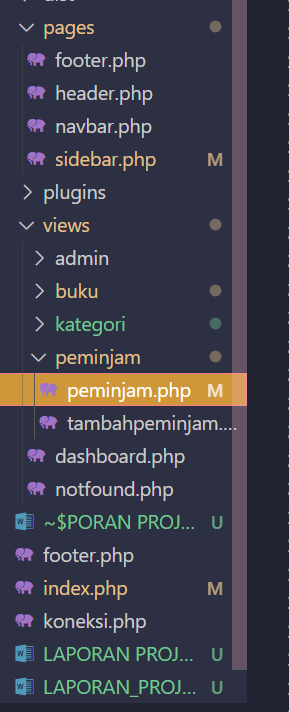 pages
footer.php
header.php
navbar.php
sidebar.php M
plugins
views
admin
buku
kategori
peminjam
peminjam.php M
tambahpeminjam....
dashboard.php
notfound.php
~$PORAN PROJ... U
footer.php
index.php M
koneksi.php
LAPORAN PROJ... U
LAPORAN_PROJ... U